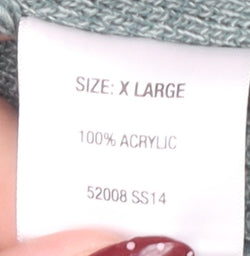 SIZE: X LARGE
100% ACRYLIC
52008 SS14